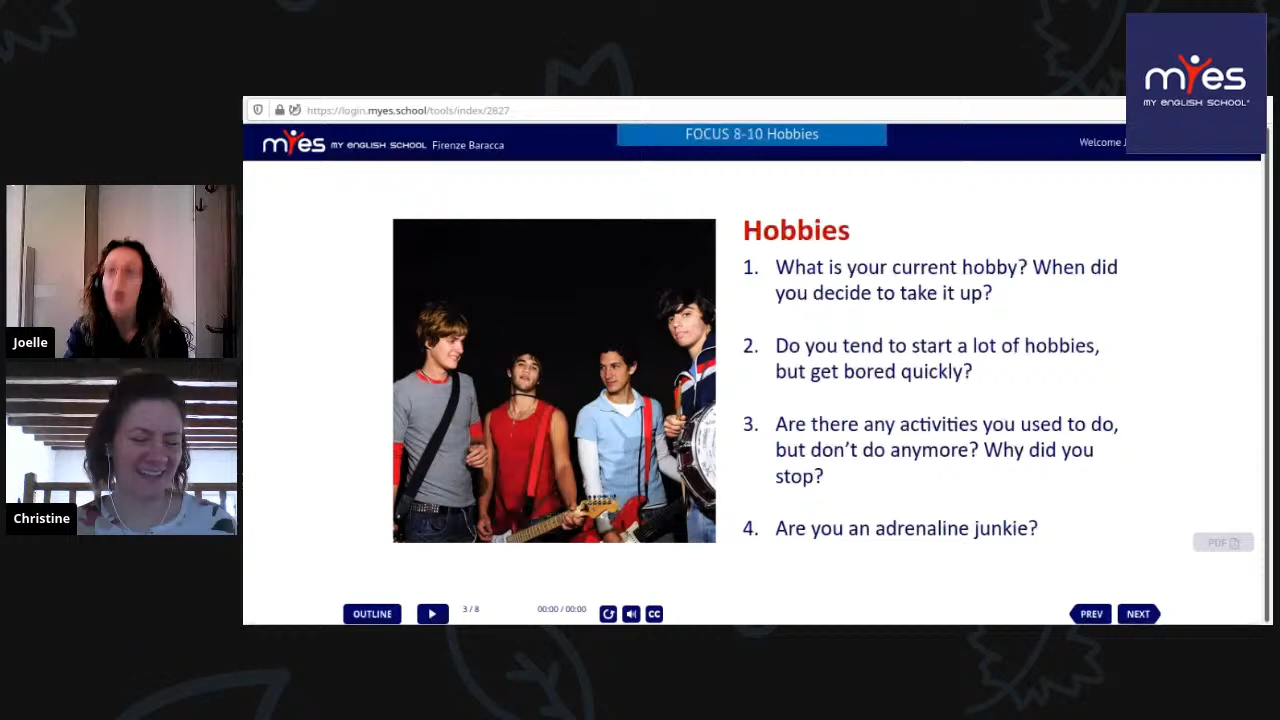 myes
MY ENGLISH SCHOOL
https://login.myes.school/tools/index/2827
FOCUS 8-10 Hobbies
myes MY ENGLISH SCHOOL Firenze Baracca
Welcome J
Hobbies
1. What is your current hobby? When did
you decide to take it up?
2. Do you tend to start a lot of hobbies,
but get bored quickly?
3. Are there any activities you used to do,
but don't do anymore? Why did you
stop?
4. Are you an adrenaline junkie?
Joelle
Christine
PDF
OUTLINE
3 / 8
00:00 / 00:00
CC
PREV
NEXT